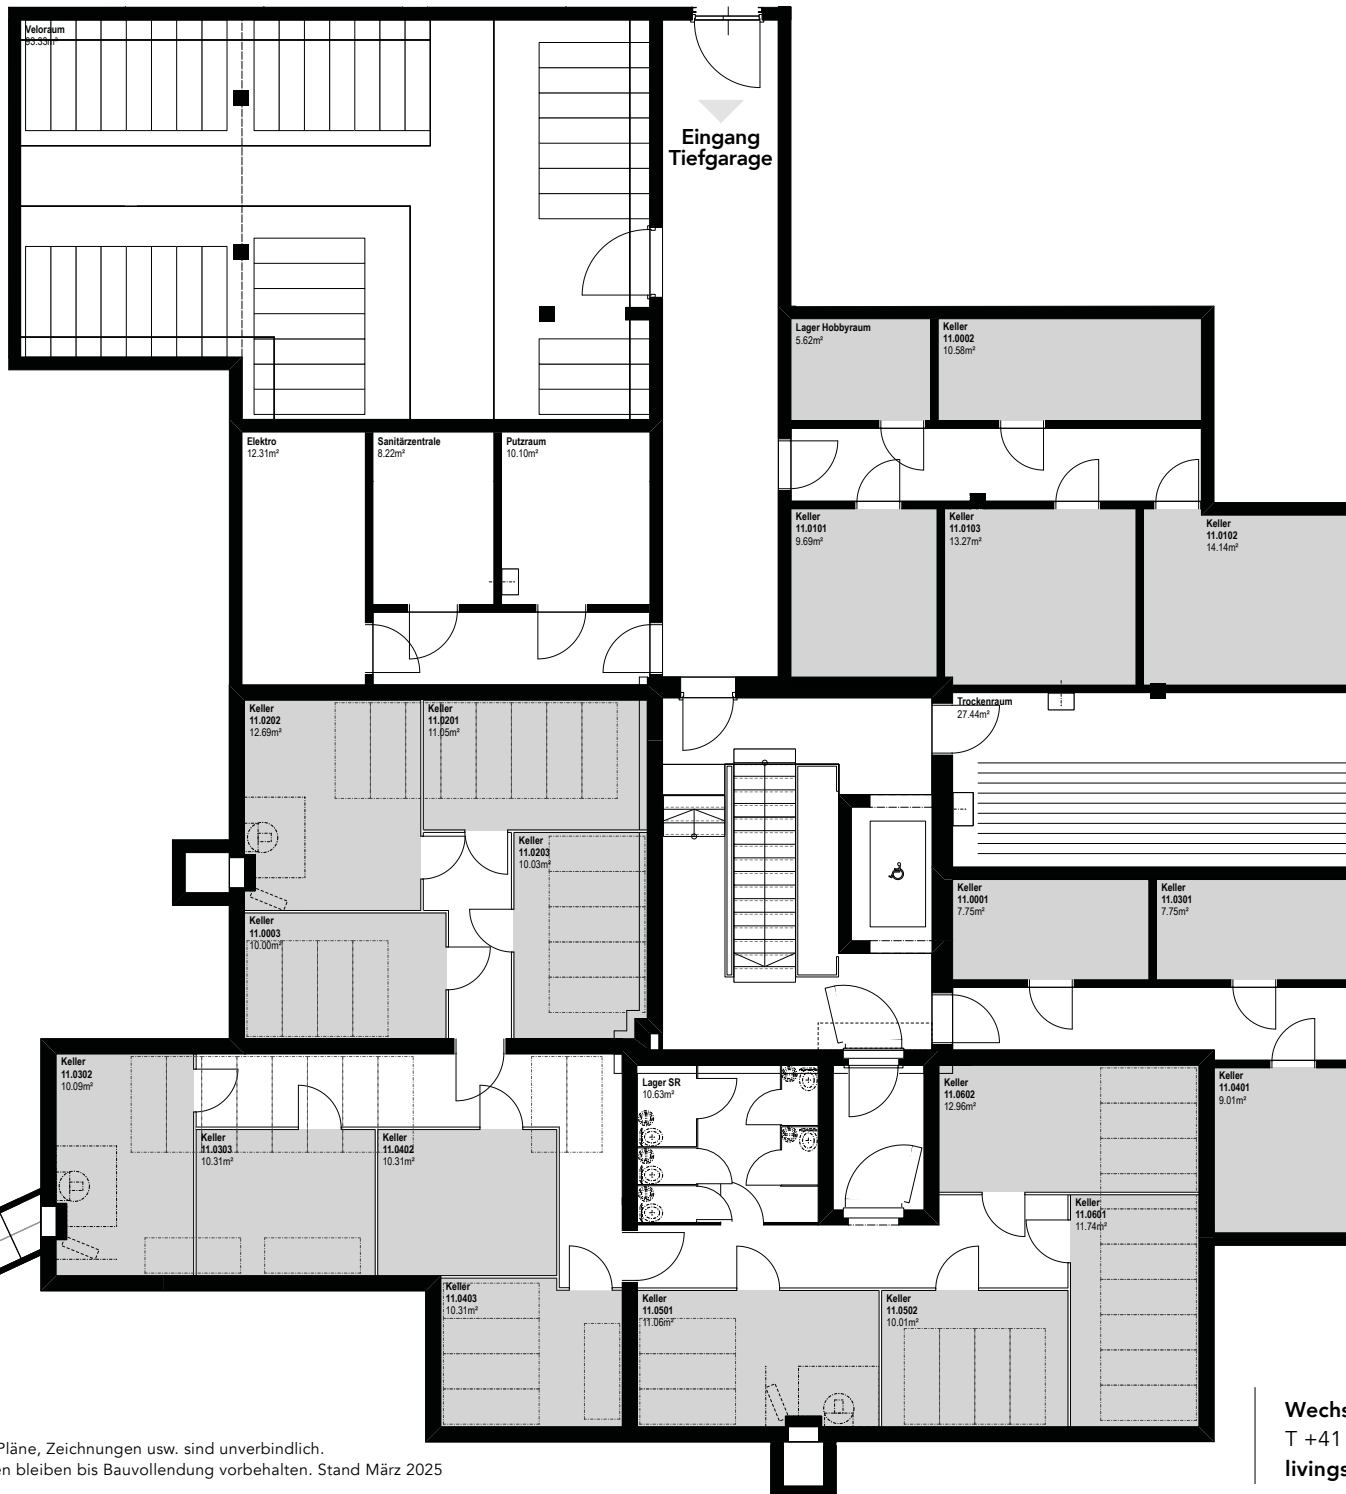 Veloraum
93.33m²
Eingang
Tiefgarage
Lager Hobbyraum
5.62m²
Keller
11.0002
10.58m²
Elektro
12.31m²
Sanitärzentrale
8.22m²
Putzraum
10.10m²
Keller
11.0101
9.69m²
Keller
11.0103
13.27m²
Keller
11.0102
14.14m²
Keller
11.0202
12.69m²
Keller
11.0201
11.05m²
Trockenraum
27.44m²
Keller
11.0203
10.03m²
Keller
11.0003
10.00m²
Keller
11.0001
7.75m²
Keller
11.0301
7.75m²
Keller
11.0302
10.09m²
Keller
11.0303
10.31m²
Keller
11.0402
10.31m²
Lager SR
10.63m²
Keller
11.0602
12.96m²
Keller
11.0401
9.01m²
Keller
11.0601
11.74m²
Keller
11.0403
10.31m²
Keller
11.0501
11.06m²
Keller
11.0502
10.01m²
Pläne, Zeichnungen usw. sind unverbindlich.
en bleiben bis Bauvollendung vorbehalten. Stand März 2025
Wechs
T +41
livings